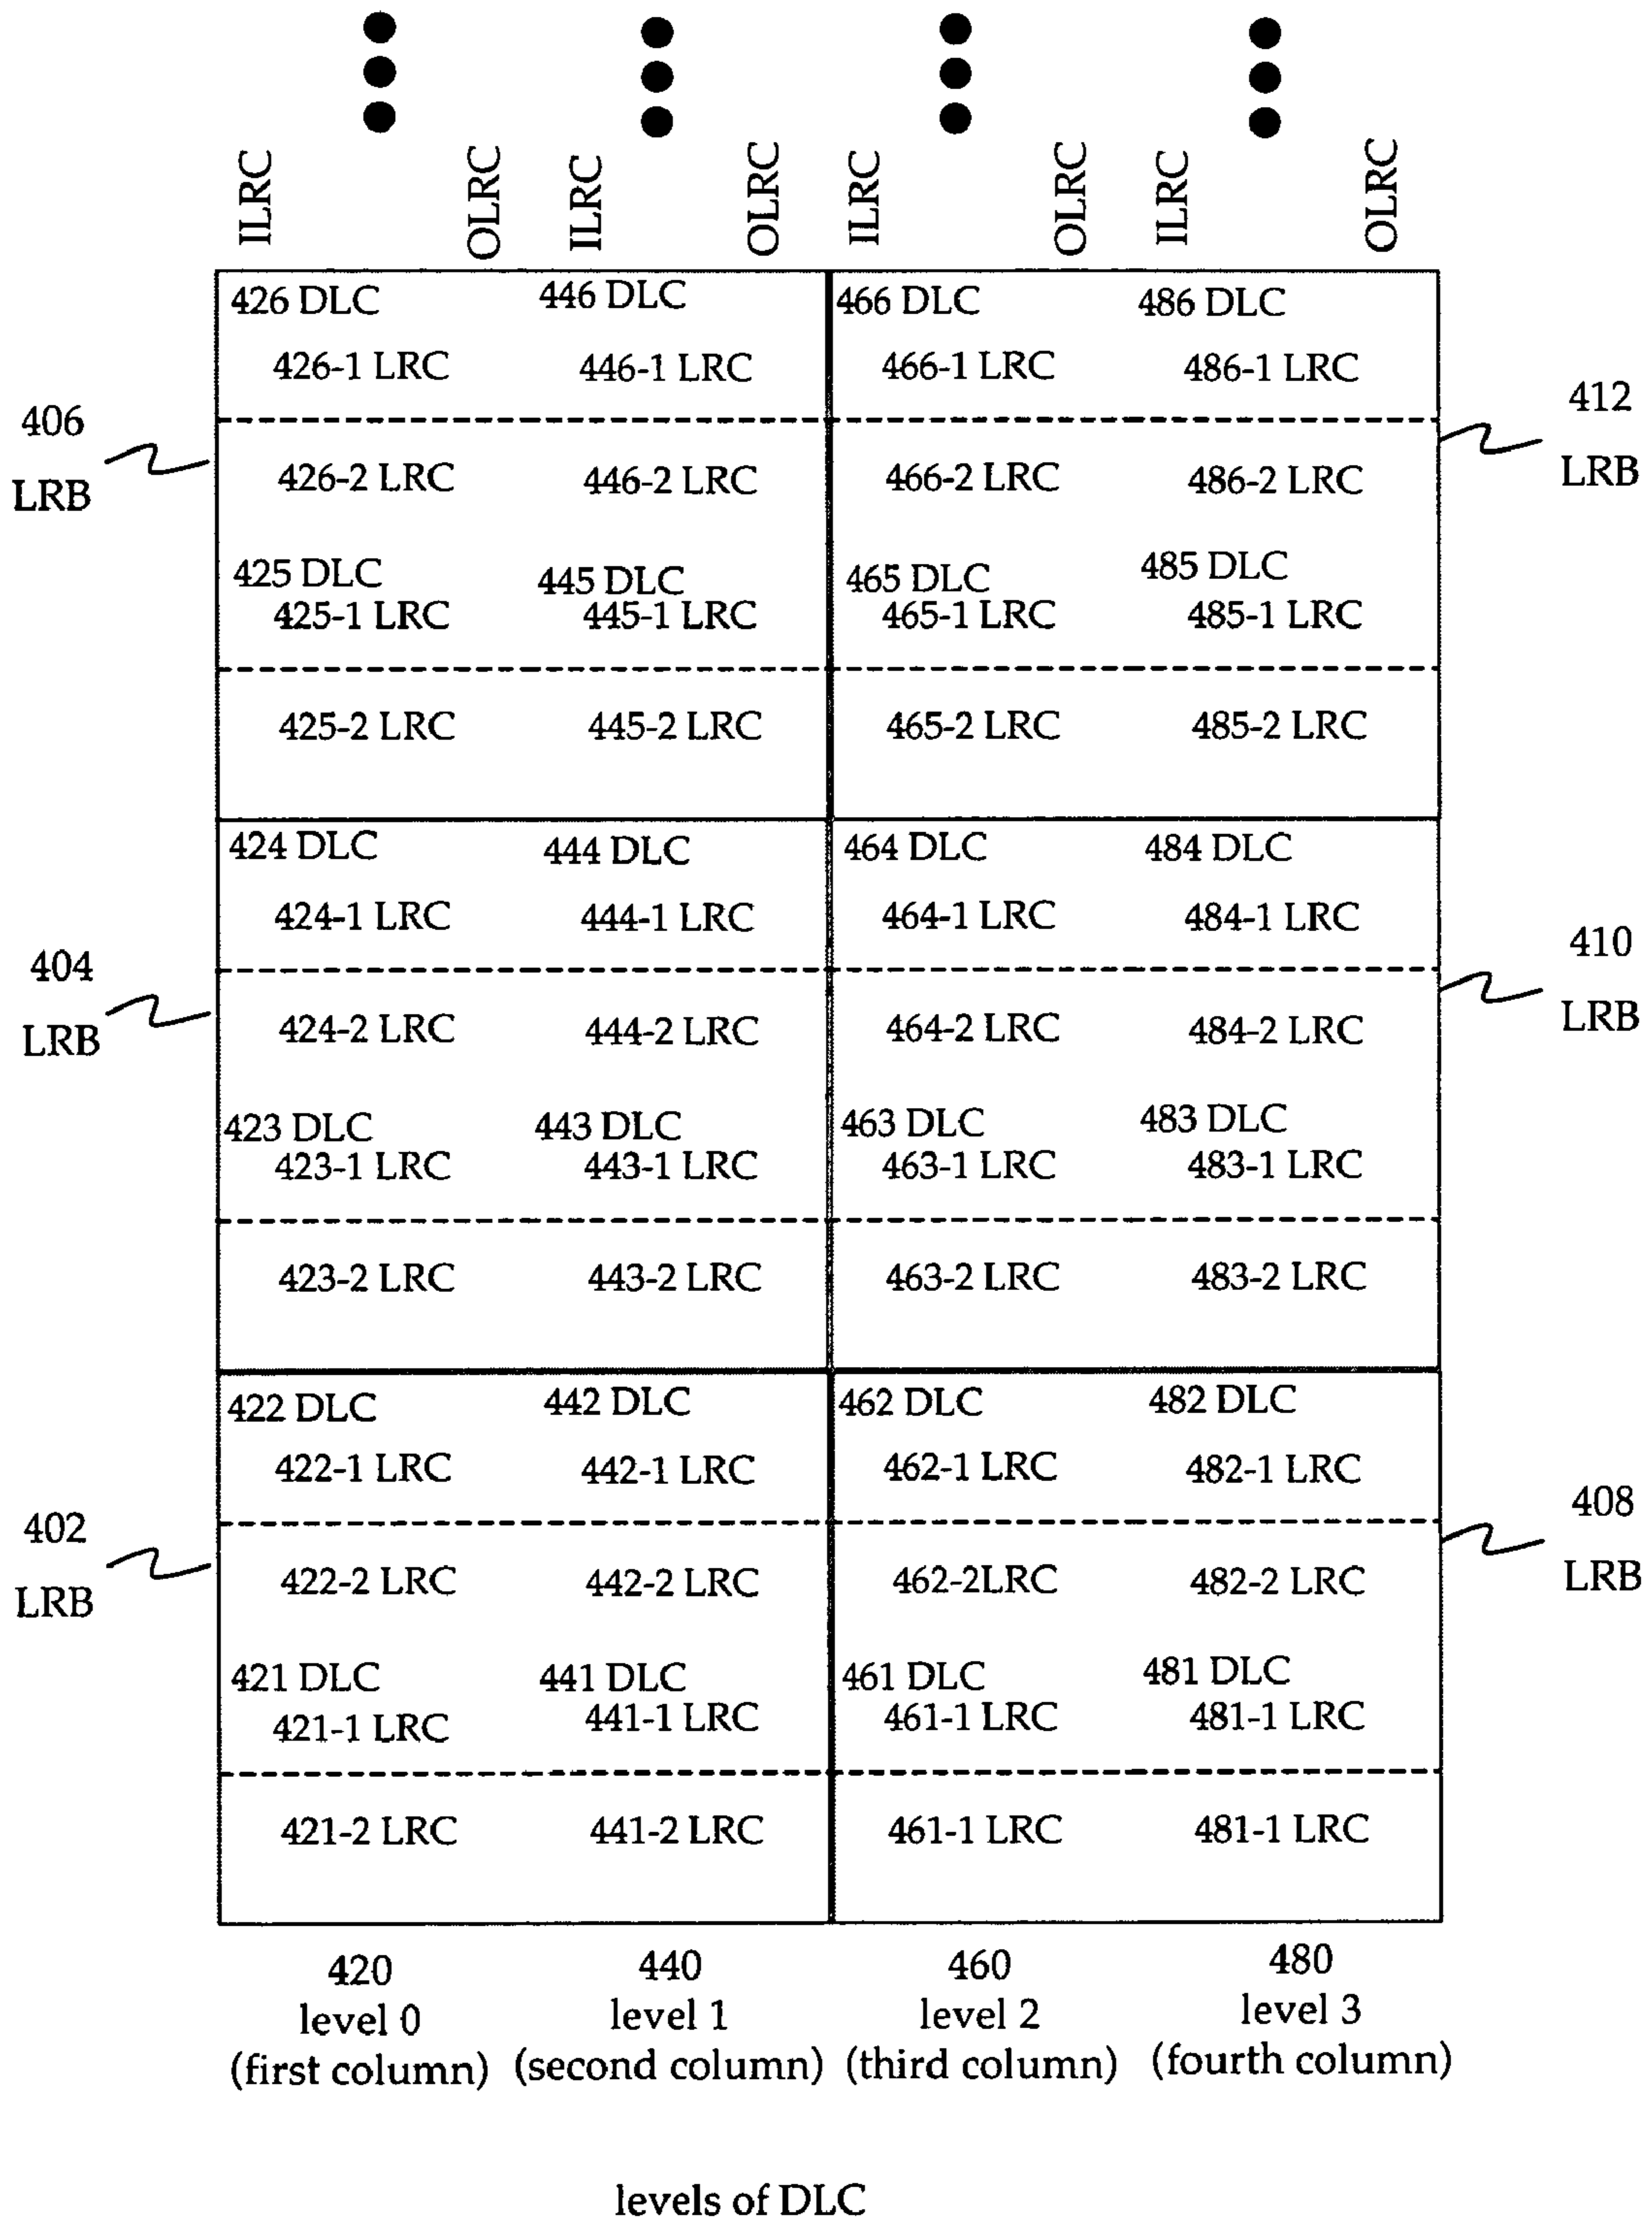 ILRC OLRC ILRC OLRC ILRC OLRC ILRC OLRC
426 DLC 446 DLC 466 DLC 486 DLC
426-1 LRC 446-1 LRC 466-1 LRC 486-1 LRC
406 LRB
412 LRB
426-2 LRC 446-2 LRC 466-2 LRC 486-2 LRC
425 DLC 445 DLC 465 DLC 485 DLC
425-1 LRC 445-1 LRC 465-1 LRC 485-1 LRC
425-2 LRC 445-2 LRC 465-2 LRC 485-2 LRC
424 DLC 444 DLC 464 DLC 484 DLC
424-1 LRC 444-1 LRC 464-1 LRC 484-1 LRC
404 LRB
410 LRB
424-2 LRC 444-2 LRC 464-2 LRC 484-2 LRC
423 DLC 443 DLC 463 DLC 483 DLC
423-1 LRC 443-1 LRC 463-1 LRC 483-1 LRC
423-2 LRC 443-2 LRC 463-2 LRC 483-2 LRC
422 DLC 442 DLC 462 DLC 482 DLC
422-1 LRC 442-1 LRC 462-1 LRC 482-1 LRC
402 LRB
408 LRB
422-2 LRC 442-2 LRC 462-2LRC 482-2 LRC
421 DLC 441 DLC 461 DLC 481 DLC
421-1 LRC 441-1 LRC 461-1 LRC 481-1 LRC
421-2 LRC 441-2 LRC 461-1 LRC 481-1 LRC
420 440 460 480
level 0 level 1 level 2 level 3
(first column) (second column) (third column) (fourth column)
levels of DLC